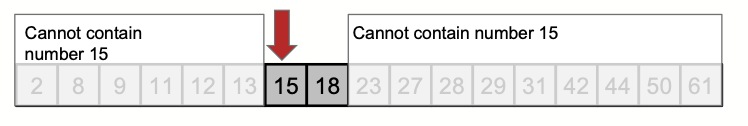 Cannot contain
number 15
Cannot contain number 15
2 8 9 11 12 13 15 18 23 27 28 29 31 42 44 50 61